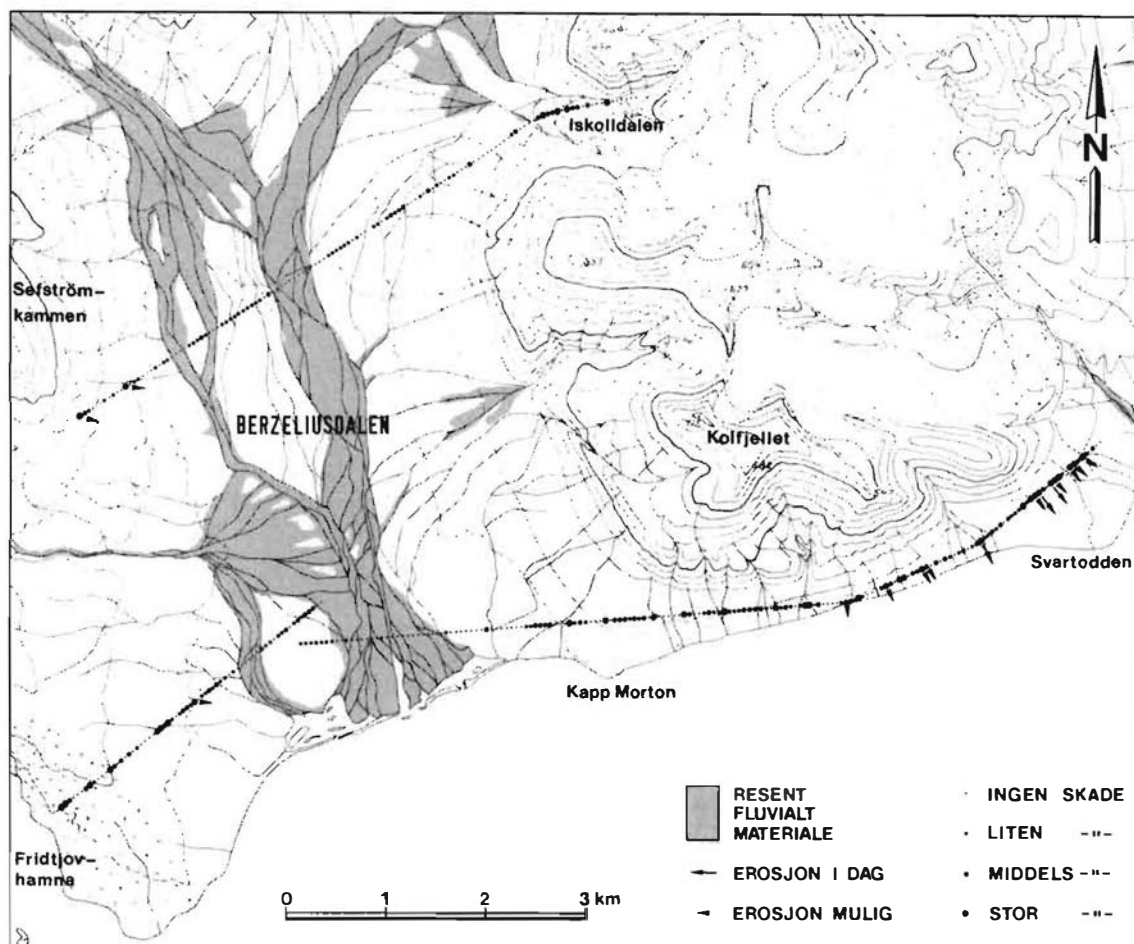 Iskolldalen
N
Sefström-
kammen
BERZELIUSDALEN
Kolfjellet
Svartodden
Kapp Morton
Fridtjov-
hamna
0 1 2 3 km
RESENT
FLUVIALT
MATERIALE
EROSJON I DAG
EROSJON MULIG
INGEN SKADE
LITEN -"-
MIDDELS -"-
STOR -"-